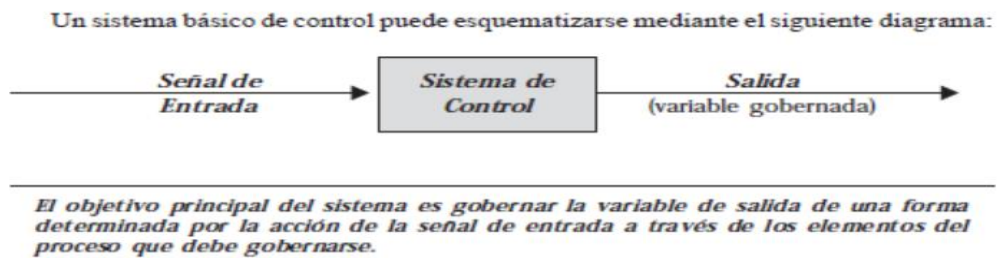 Un sistema básico de control puede esquematizarse mediante el siguiente diagrama:
Señal de
Entrada
Sistema de
Control
Salida
(variable gobernada)
El objetivo principal del sistema es gobernar la variable de salida de una forma
determinada por la acción de la señal de entrada a través de los elementos del
proceso que debe gobernarse.